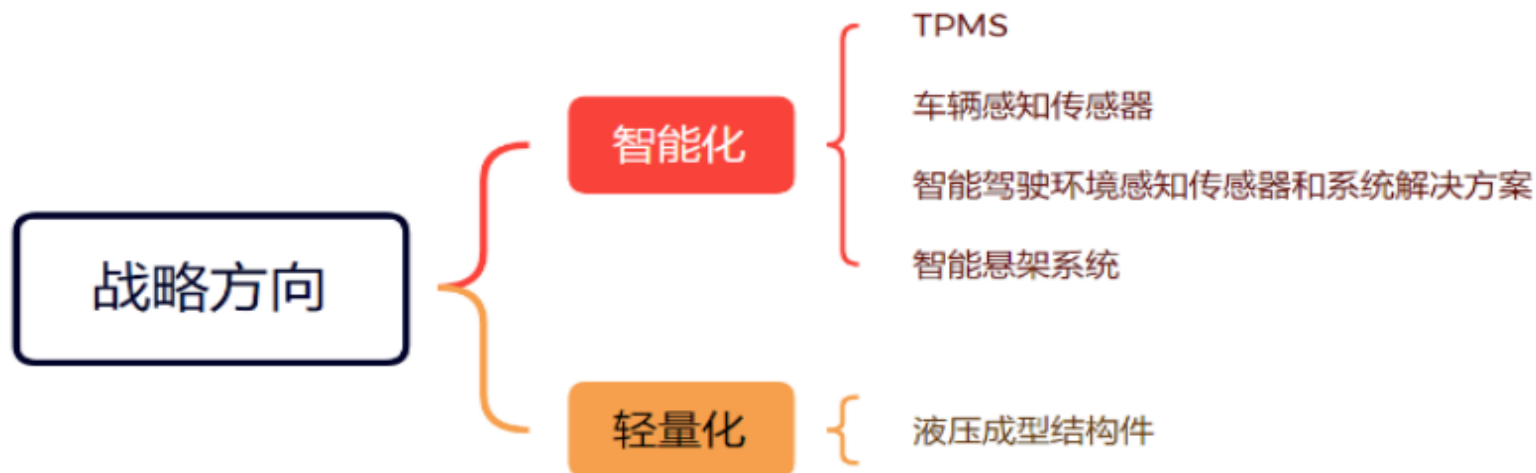 战略方向
智能化
TPMS
车辆感知传感器
智能驾驶环境感知传感器和系统解决方案
智能悬架系统
轻量化
液压成型结构件